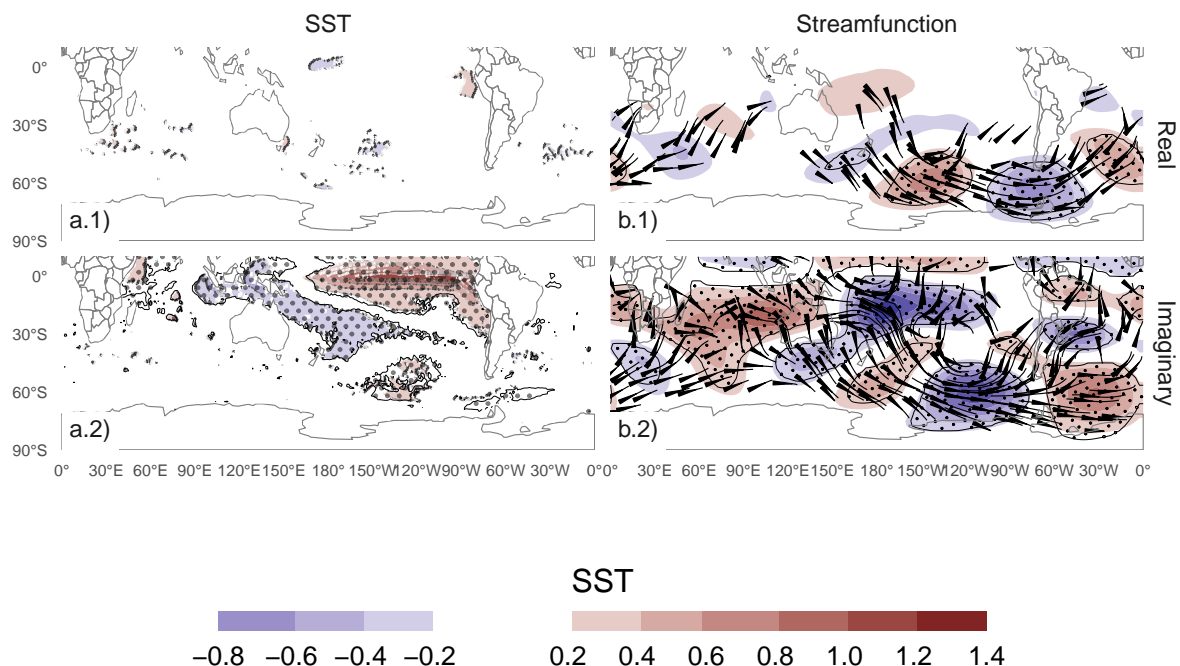 SST Streamfunction
0°
30°S
60°S
90°S
a.1) b.1)
Real
0°
30°S
60°S
90°S
a.2) b.2)
Imaginary
0° 30°E 60°E 90°E 120°E 150°E 180° 150°W 120°W 90°W 60°W 30°W 0° 0° 30°E 60°E 90°E 120°E 150°E 180° 150°W 120°W 90°W 60°W 30°W 0°
SST
−0.8 −0.6 −0.4 −0.2 0.2 0.4 0.6 0.8 1.0 1.2 1.4